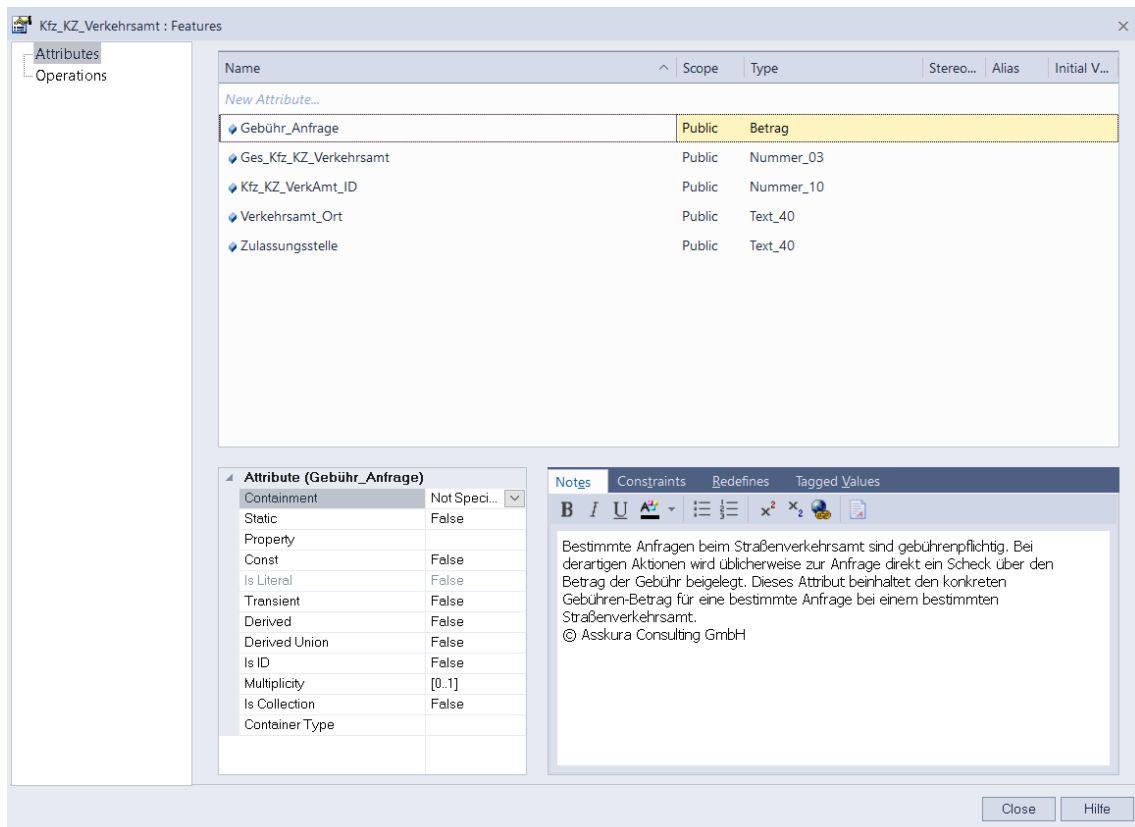 Kfz_KZ_Verkehrsamt : Features
Attributes
Operations
Name Scope Type Stereo... Alias Initial V...
New Attribute...
Gebühr_Anfrage Public Betrag
Ges_Kfz_KZ_Verkehrsamt Public Nummer_03
Kfz_KZ_VerkAmt_ID Public Nummer_10
Verkehrsamt_Ort Public Text_40
Zulassungsstelle Public Text_40
Attribute (Gebühr_Anfrage)
Containment Not Speci...
Static False
Property
Const False
Is Literal False
Transient False
Derived False
Derived Union False
Is ID False
Multiplicity [0..1]
Is Collection False
Container Type
Notes Constraints Redefines Tagged Values
B I U A x² x₂
Bestimmte Anfragen beim Straßenverkehrsamt sind gebührenpflichtig. Bei
derartigen Aktionen wird üblicherweise zur Anfrage direkt ein Scheck über den
Betrag der Gebühr beigelegt. Dieses Attribut beinhaltet den konkreten
Gebühren-Betrag für eine bestimmte Anfrage bei einem bestimmten
Straßenverkehrsamt.
© Asskura Consulting GmbH
Close Hilfe